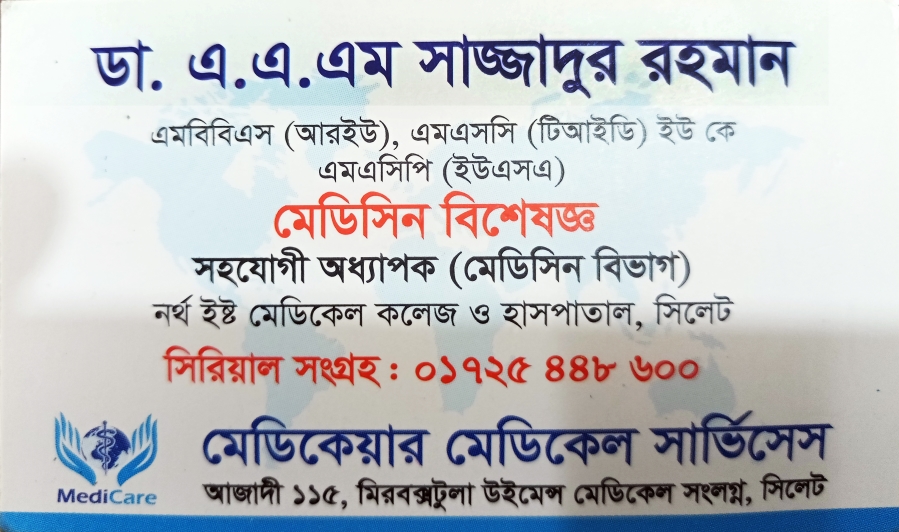 ডা. এ.এ.এম সাজ্জাদুর রহমান
এমবিবিএস (আরইউ), এমএসসি (টিআইডি) ইউ কে
এমএসিপি (ইউএসএ)
মেডিসিন বিশেষজ্ঞ
সহযোগী অধ্যাপক (মেডিসিন বিভাগ)
নর্থ ইষ্ট মেডিকেল কলেজ ও হাসপাতাল, সিলেট
সিরিয়াল সংগ্রহ : ০১৭২৫ ৪৪৮ ৬০০
মেডিকেয়ার মেডিকেল সার্ভিসেস
MediCare
আজাদী ১১৫, মিরবক্সটুলা উইমেন্স মেডিকেল সংলগ্ন, সিলেট